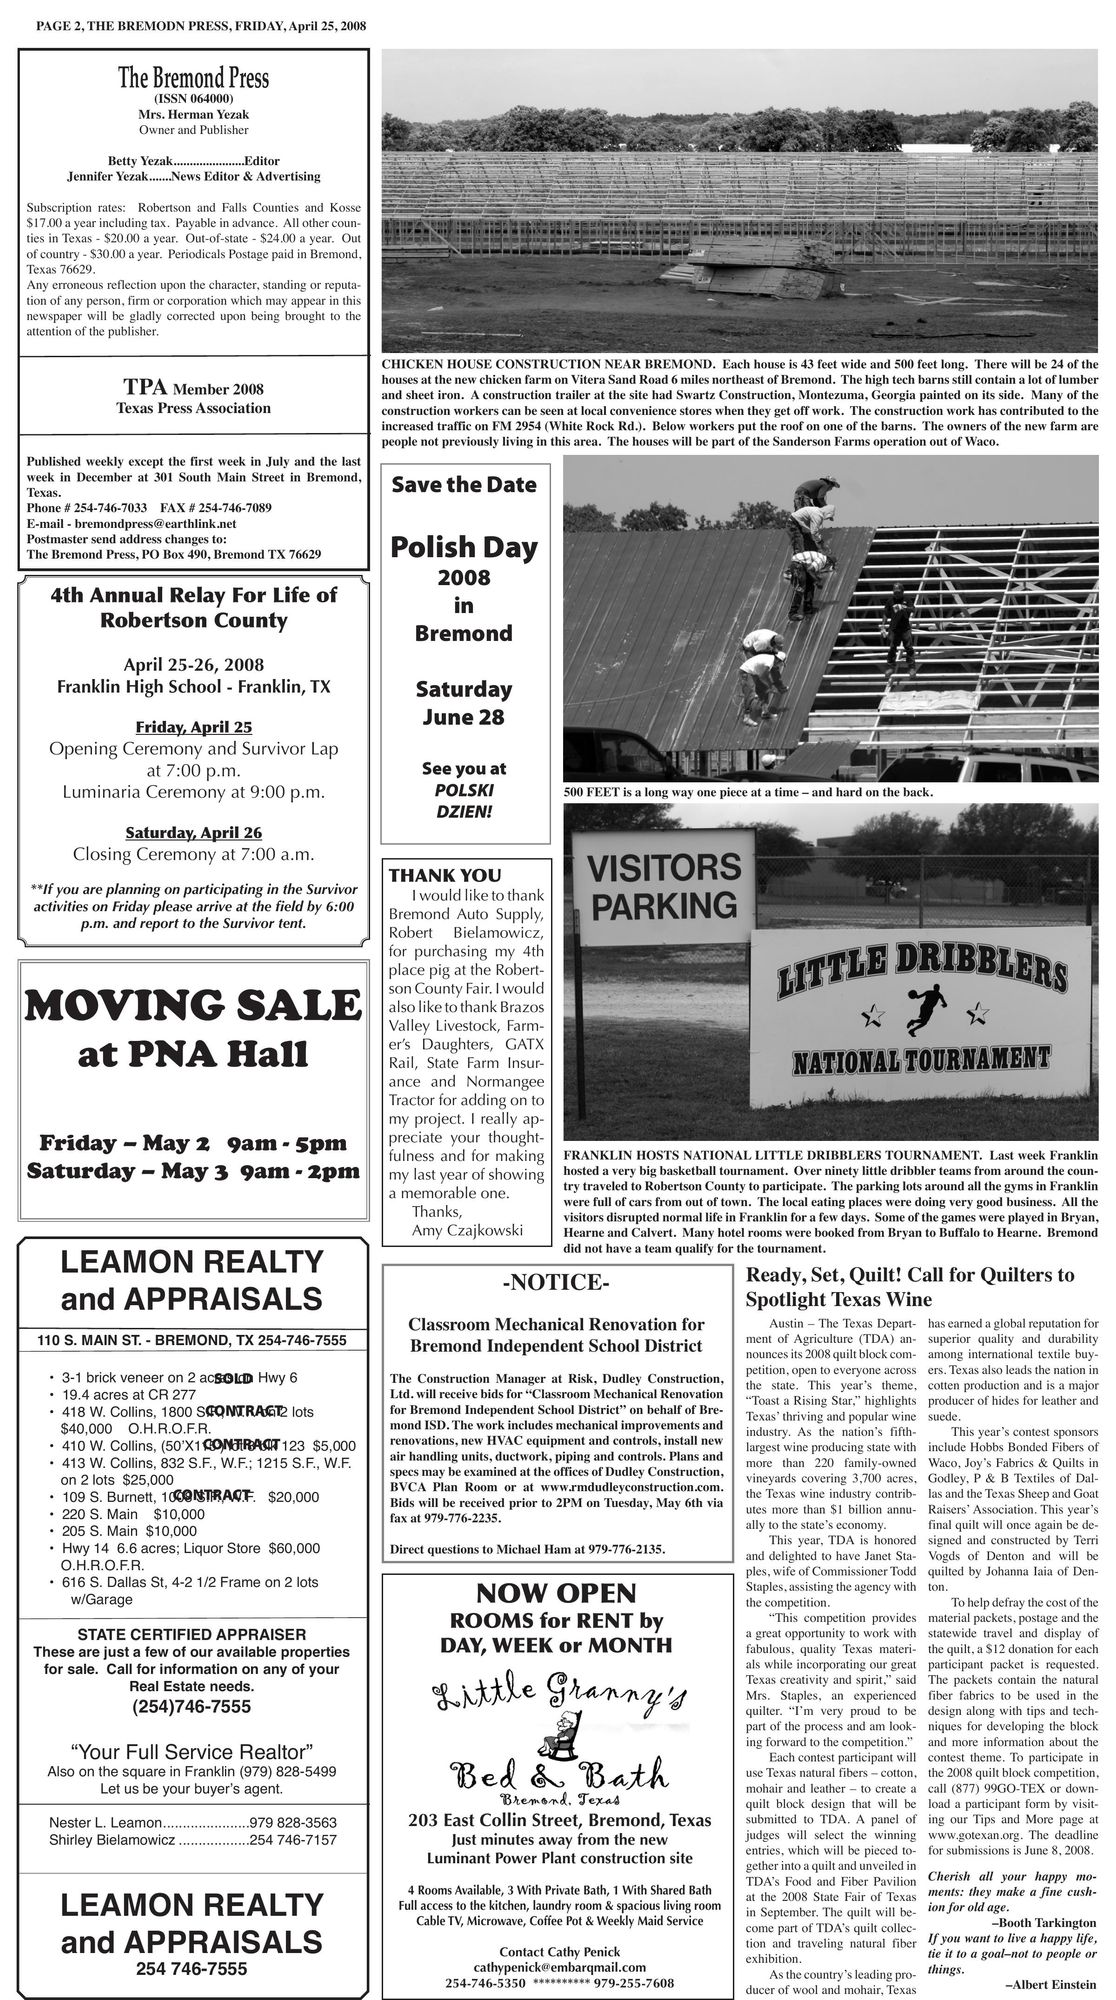 PAGE 2, THE BREMODN PRESS, FRIDAY, April 25, 2008
The Bremond Press
(ISSN 064000)
Mrs. Herman Yezak
Owner and Publisher
Betty Yezak......................Editor
Jennifer Yezak.......News Editor & Advertising
Subscription rates: Robertson and Falls Counties and Kosse
$17.00 a year including tax. Payable in advance. All other coun-
ties in Texas - $20.00 a year. Out-of-state - $24.00 a year. Out
of country - $30.00 a year. Periodicals Postage paid in Bremond,
Texas 76629.
Any erroneous reflection upon the character, standing or reputa-
tion of any person, firm or corporation which may appear in this
newspaper will be gladly corrected upon being brought to the
attention of the publisher.
TPA Member 2008
Texas Press Association
Published weekly except the first week in July and the last
week in December at 301 South Main Street in Bremond,
Texas.
Phone # 254-746-7033 FAX # 254-746-7089
E-mail - bremondpress@earthlink.net
Postmaster send address changes to:
The Bremond Press, PO Box 490, Bremond TX 76629
4th Annual Relay For Life of
Robertson County
April 25-26, 2008
Franklin High School - Franklin, TX
Friday, April 25
Opening Ceremony and Survivor Lap
at 7:00 p.m.
Luminaria Ceremony at 9:00 p.m.
Saturday, April 26
Closing Ceremony at 7:00 a.m.
**If you are planning on participating in the Survivor
activities on Friday please arrive at the field by 6:00
p.m. and report to the Survivor tent.
MOVING SALE
at PNA Hall
Friday – May 2 9am - 5pm
Saturday – May 3 9am - 2pm
LEAMON REALTY
and APPRAISALS
110 S. MAIN ST. - BREMOND, TX 254-746-7555
• 3-1 brick veneer on 2 acres on Hwy 6
SOLD
• 19.4 acres at CR 277
• 418 W. Collins, 1800 S.F., 2 lots
CONTRACT
$40,000 O.H.R.O.F.R.
• 410 W. Collins, (50'X115') 123 $5,000
CONTRACT
• 413 W. Collins, 832 S.F., W.F.; 1215 S.F., W.F.
on 2 lots $25,000
• 109 S. Burnett, S.F., W.F. $20,000
CONTRACT
• 220 S. Main $10,000
• 205 S. Main $10,000
• Hwy 14 6.6 acres; Liquor Store $60,000
O.H.R.O.F.R.
• 616 S. Dallas St, 4-2 1/2 Frame on 2 lots
w/Garage
STATE CERTIFIED APPRAISER
These are just a few of our available properties
for sale. Call for information on any of your
Real Estate needs.
(254)746-7555
“Your Full Service Realtor”
Also on the square in Franklin (979) 828-5499
Let us be your buyer's agent.
Nester L. Leamon......................979 828-3563
Shirley Bielamowicz ..................254 746-7157
LEAMON REALTY
and APPRAISALS
254 746-7555
CHICKEN HOUSE CONSTRUCTION NEAR BREMOND. Each house is 43 feet wide and 500 feet long. There will be 24 of the
houses at the new chicken farm on Vitera Sand Road 6 miles northeast of Bremond. The high tech barns still contain a lot of lumber
and sheet iron. A construction trailer at the site had Swartz Construction, Montezuma, Georgia painted on its side. Many of the
construction workers can be seen at local convenience stores when they get off work. The construction work has contributed to the
increased traffic on FM 2954 (White Rock Rd.). Below workers put the roof on one of the barns. The owners of the new farm are
people not previously living in this area. The houses will be part of the Sanderson Farms operation out of Waco.
Save the Date
Polish Day
2008
in
Bremond
Saturday
June 28
See you at
POLSKI
DZIEN!
THANK YOU
I would like to thank
Bremond Auto Supply,
Robert Bielamowicz,
for purchasing my 4th
place pig at the Robert-
son County Fair. I would
also like to thank Brazos
Valley Livestock, Farm-
er's Daughters, GATX
Rail, State Farm Insur-
ance and Normangee
Tractor for adding on to
my project. I really ap-
preciate your thought-
fulness and for making
my last year of showing
a memorable one.
Thanks,
Amy Czajkowski
500 FEET is a long way one piece at a time – and hard on the back.
VISITORS
PARKING
LITTLE DRIBBLERS
NATIONAL TOURNAMENT
FRANKLIN HOSTS NATIONAL LITTLE DRIBBLERS TOURNAMENT. Last week Franklin
hosted a very big basketball tournament. Over ninety little dribbler teams from around the coun-
try traveled to Robertson County to participate. The parking lots around all the gyms in Franklin
were full of cars from out of town. The local eating places were doing very good business. All the
visitors disrupted normal life in Franklin for a few days. Some of the games were played in Bryan,
Hearne and Calvert. Many hotel rooms were booked from Bryan to Buffalo to Hearne. Bremond
did not have a team qualify for the tournament.
-NOTICE-
Classroom Mechanical Renovation for
Bremond Independent School District
The Construction Manager at Risk, Dudley Construction,
Ltd. will receive bids for “Classroom Mechanical Renovation
for Bremond Independent School District” on behalf of Bre-
mond ISD. The work includes mechanical improvements and
renovations, new HVAC equipment and controls, install new
air handling units, ductwork, piping and controls. Plans and
specs may be examined at the offices of Dudley Construction,
BVCA Plan Room or at www.rmdudleyconstruction.com.
Bids will be received prior to 2PM on Tuesday, May 6th via
fax at 979-776-2235.
Direct questions to Michael Ham at 979-776-2135.
NOW OPEN
ROOMS for RENT by
DAY, WEEK or MONTH
Little Granny's
Bed & Bath
Bremond, Texas
203 East Collin Street, Bremond, Texas
Just minutes away from the new
Luminant Power Plant construction site
4 Rooms Available, 3 With Private Bath, 1 With Shared Bath
Full access to the kitchen, laundry room & spacious living room
Cable TV, Microwave, Coffee Pot & Weekly Maid Service
Contact Cathy Penick
cathypenick@embarqmail.com
254-746-5350 ********** 979-255-7608
Ready, Set, Quilt! Call for Quilters to
Spotlight Texas Wine
Austin – The Texas Depart-
ment of Agriculture (TDA) an-
nounces its 2008 quilt block com-
petition, open to everyone across
the state. This year's theme,
“Toast a Rising Star,” highlights
Texas' thriving and popular wine
industry. As the nation's fifth-
largest wine producing state with
more than 220 family-owned
vineyards covering 3,700 acres,
the Texas wine industry contrib-
utes more than $1 billion annu-
ally to the state's economy.
This year, TDA is honored
and delighted to have Janet Sta-
ples, wife of Commissioner Todd
Staples, assisting the agency with
the competition.
“This competition provides
a great opportunity to work with
fabulous, quality Texas materi-
als while incorporating our great
Texas creativity and spirit,” said
Mrs. Staples, an experienced
quilter. “I'm very proud to be
part of the process and am look-
ing forward to the competition.”
Each contest participant will
use Texas natural fibers – cotton,
mohair and leather – to create a
quilt block design that will be
submitted to TDA. A panel of
judges will select the winning
entries, which will be pieced to-
gether into a quilt and unveiled in
TDA's Food and Fiber Pavilion
at the 2008 State Fair of Texas
in September. The quilt will be-
come part of TDA's quilt collec-
tion and traveling natural fiber
exhibition.
As the country's leading pro-
ducer of wool and mohair, Texas
has earned a global reputation for
superior quality and durability
among international textile buy-
ers. Texas also leads the nation in
cotten production and is a major
producer of hides for leather and
suede.
This year's contest sponsors
include Hobbs Bonded Fibers of
Waco, Joy's Fabrics & Quilts in
Godley, P & B Textiles of Dal-
las and the Texas Sheep and Goat
Raisers' Association. This year's
final quilt will once again be de-
signed and constructed by Terri
Vogds of Denton and will be
quilted by Johanna Iaia of Den-
ton.
To help defray the cost of the
material packets, postage and the
statewide travel and display of
the quilt, a $12 donation for each
participant packet is requested.
The packets contain the natural
fiber fabrics to be used in the
design along with tips and tech-
niques for developing the block
and more information about the
contest theme. To participate in
the 2008 quilt block competition,
call (877) 99GO-TEX or down-
load a participant form by visit-
ing our Tips and More page at
www.gotexan.org. The deadline
for submissions is June 8, 2008.
Cherish all your happy mo-
ments: they make a fine cush-
ion for old age.
–Booth Tarkington
If you want to live a happy life,
tie it to a goal–not to people or
things.
–Albert Einstein